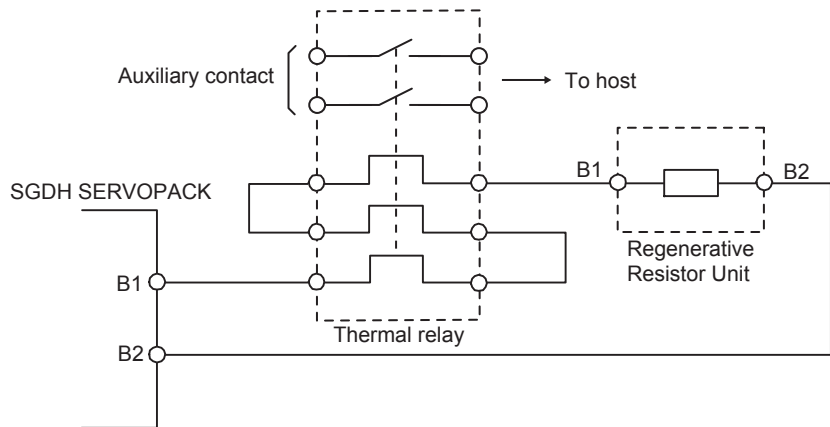 Auxiliary contact
To host
B1
B2
SGDH SERVOPACK
Regenerative
Resistor Unit
B1
Thermal relay
B2